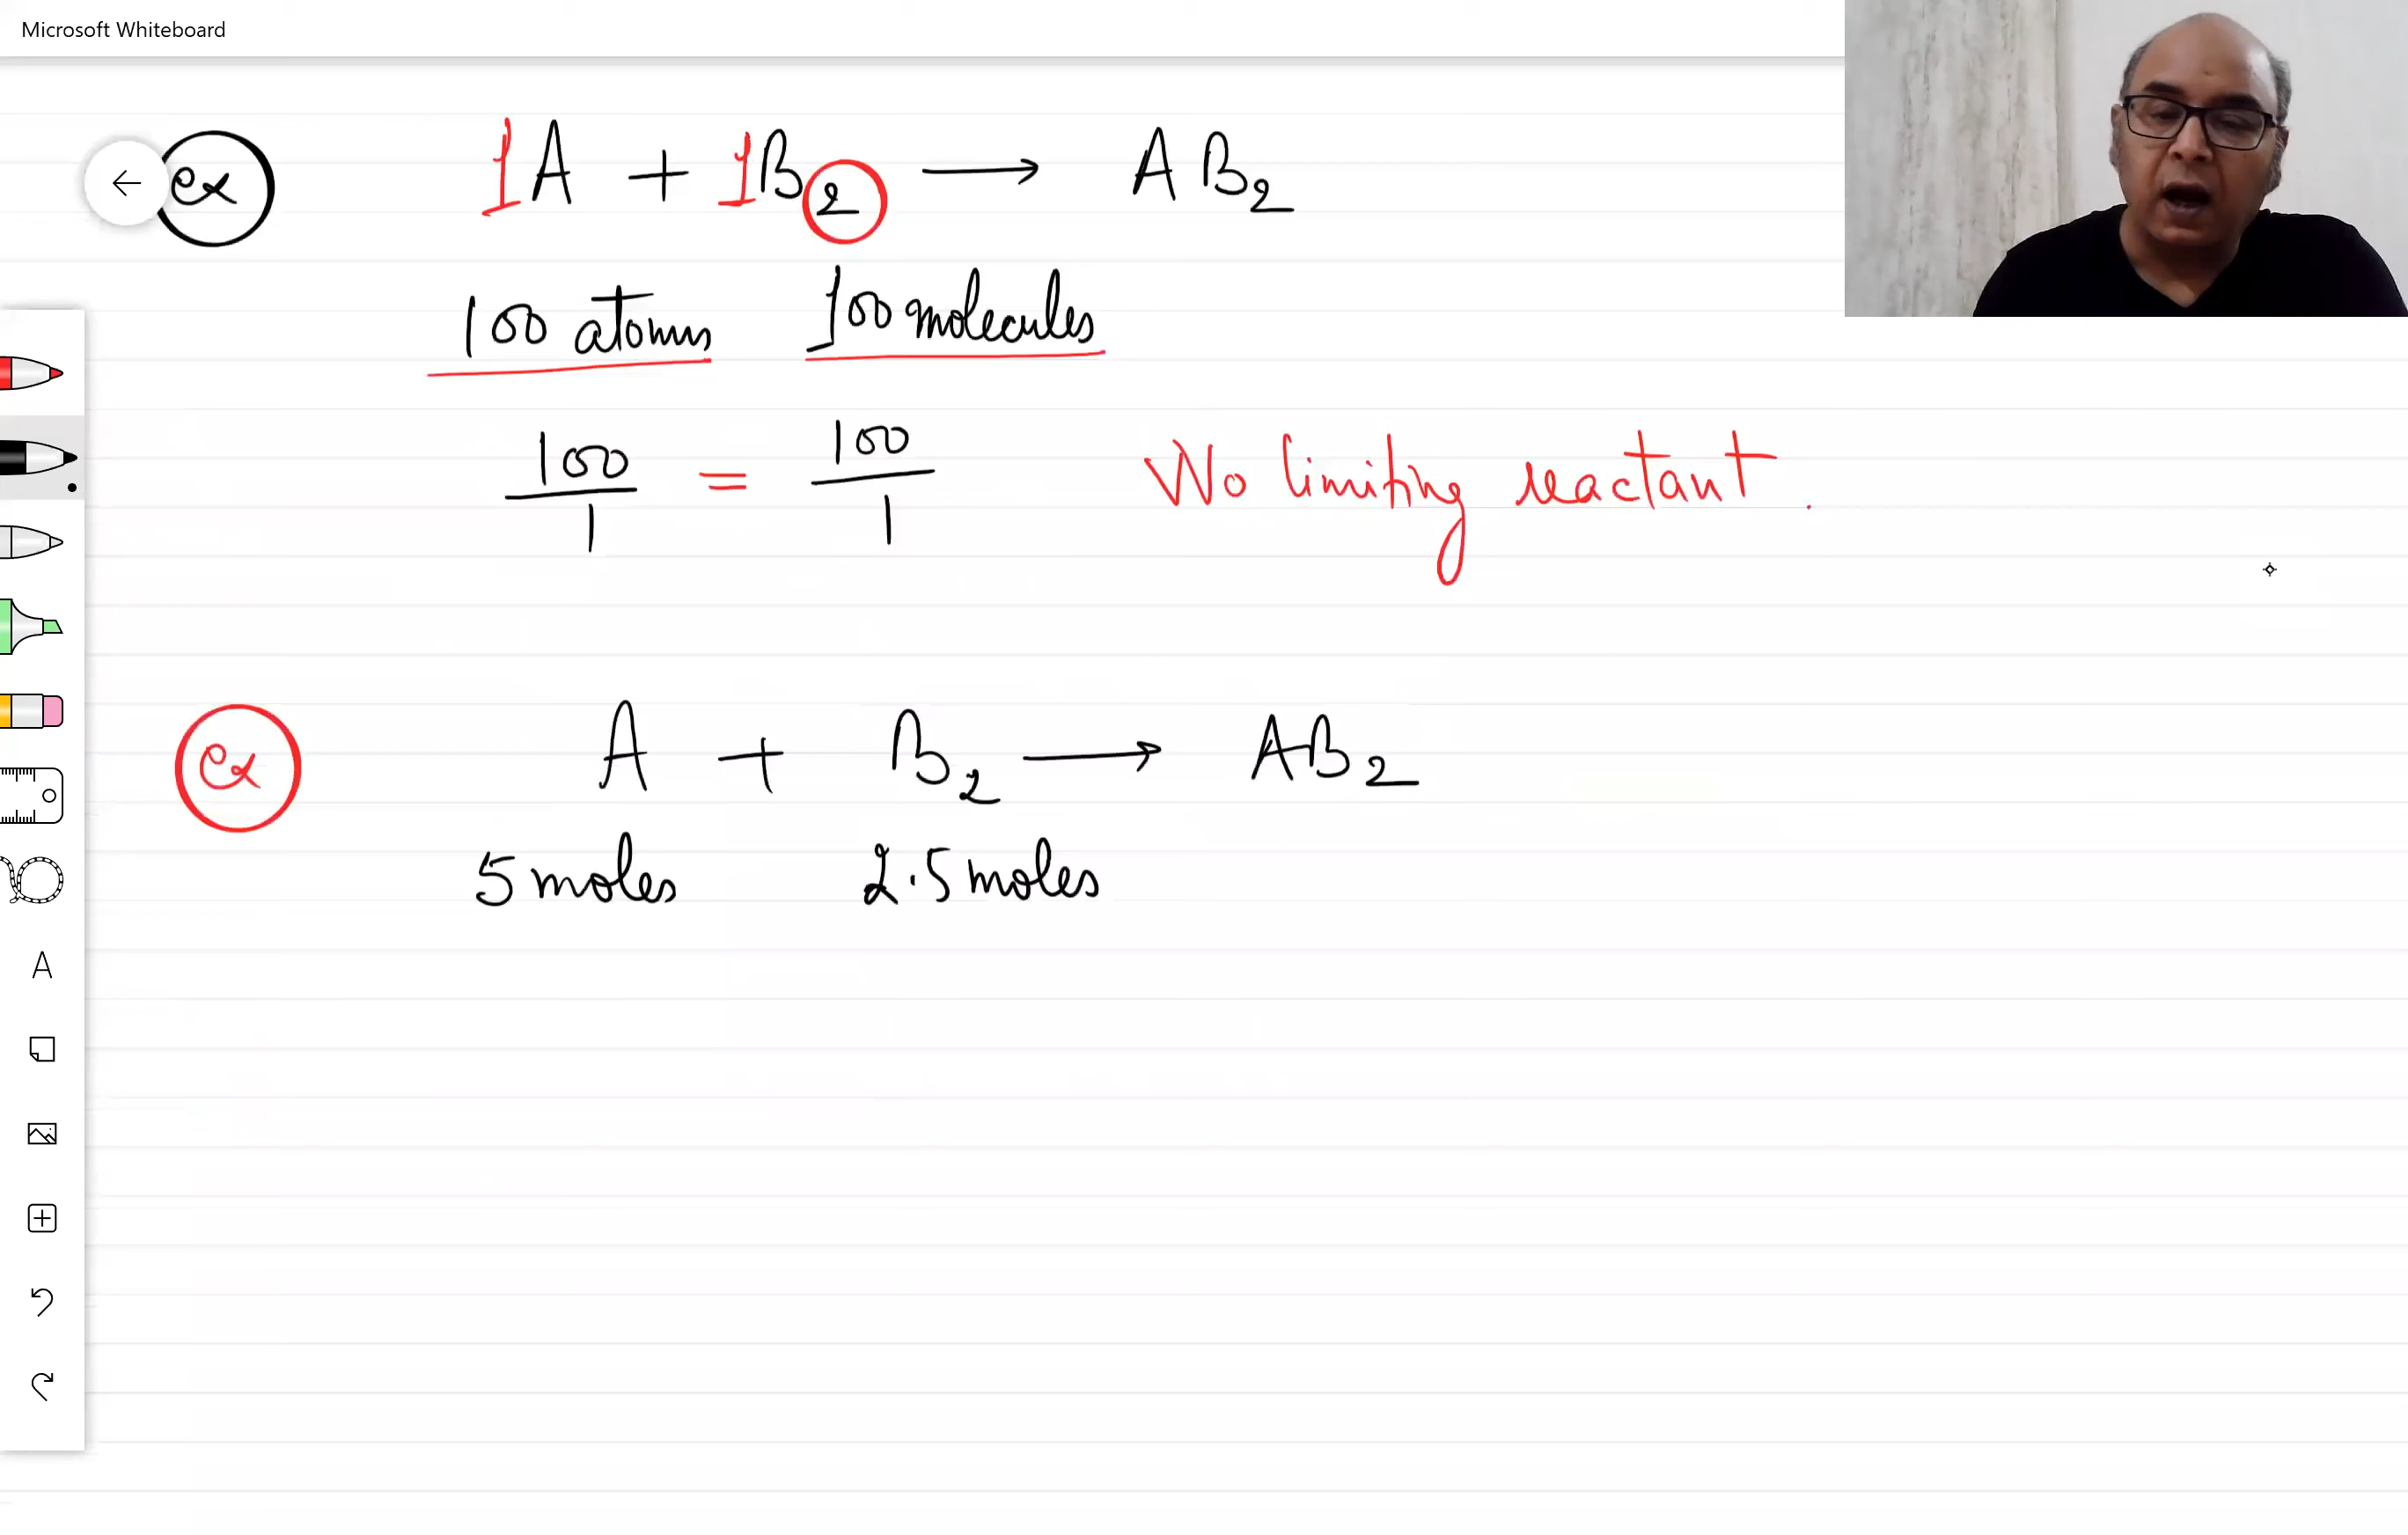 Microsoft Whiteboard
ex 1A + 1B₂ → AB₂
100 atoms 100 molecules
100/1 = 100/1 No limiting reactant.
ex A + B₂ → AB₂
5 moles 2.5 moles
A